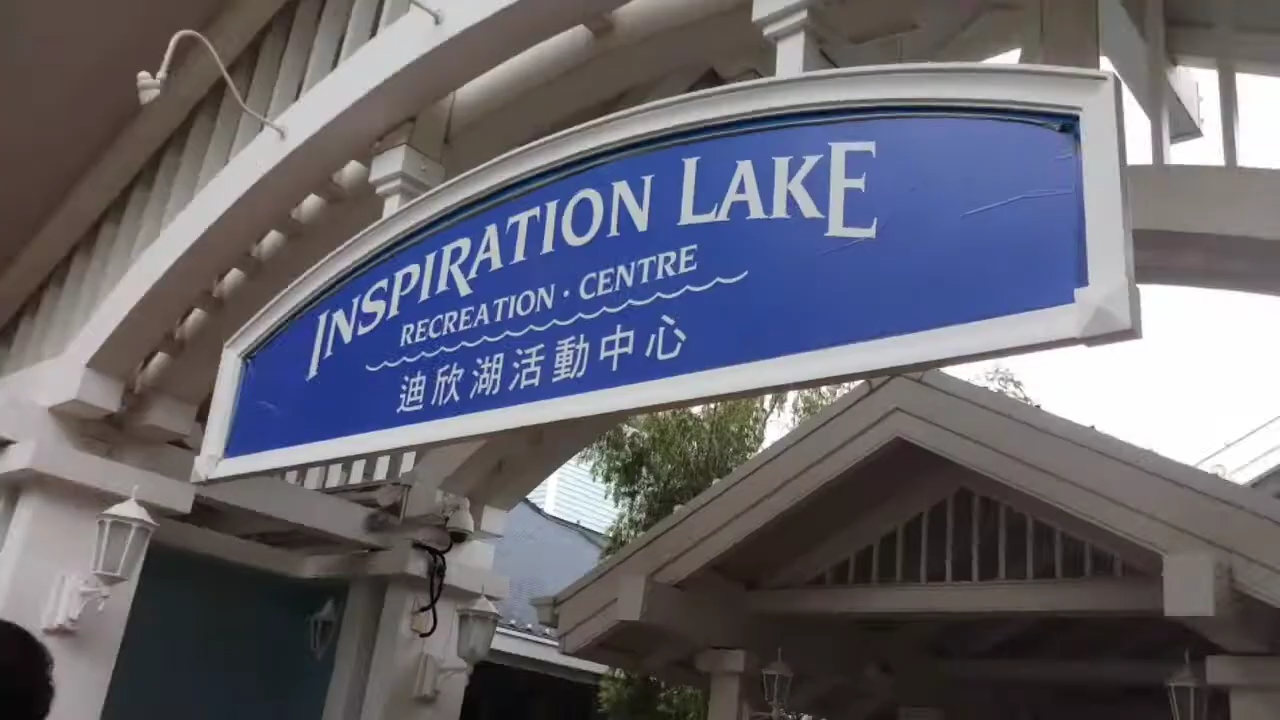 INSPIRATION LAKE
RECREATION · CENTRE
迪欣湖活動中心